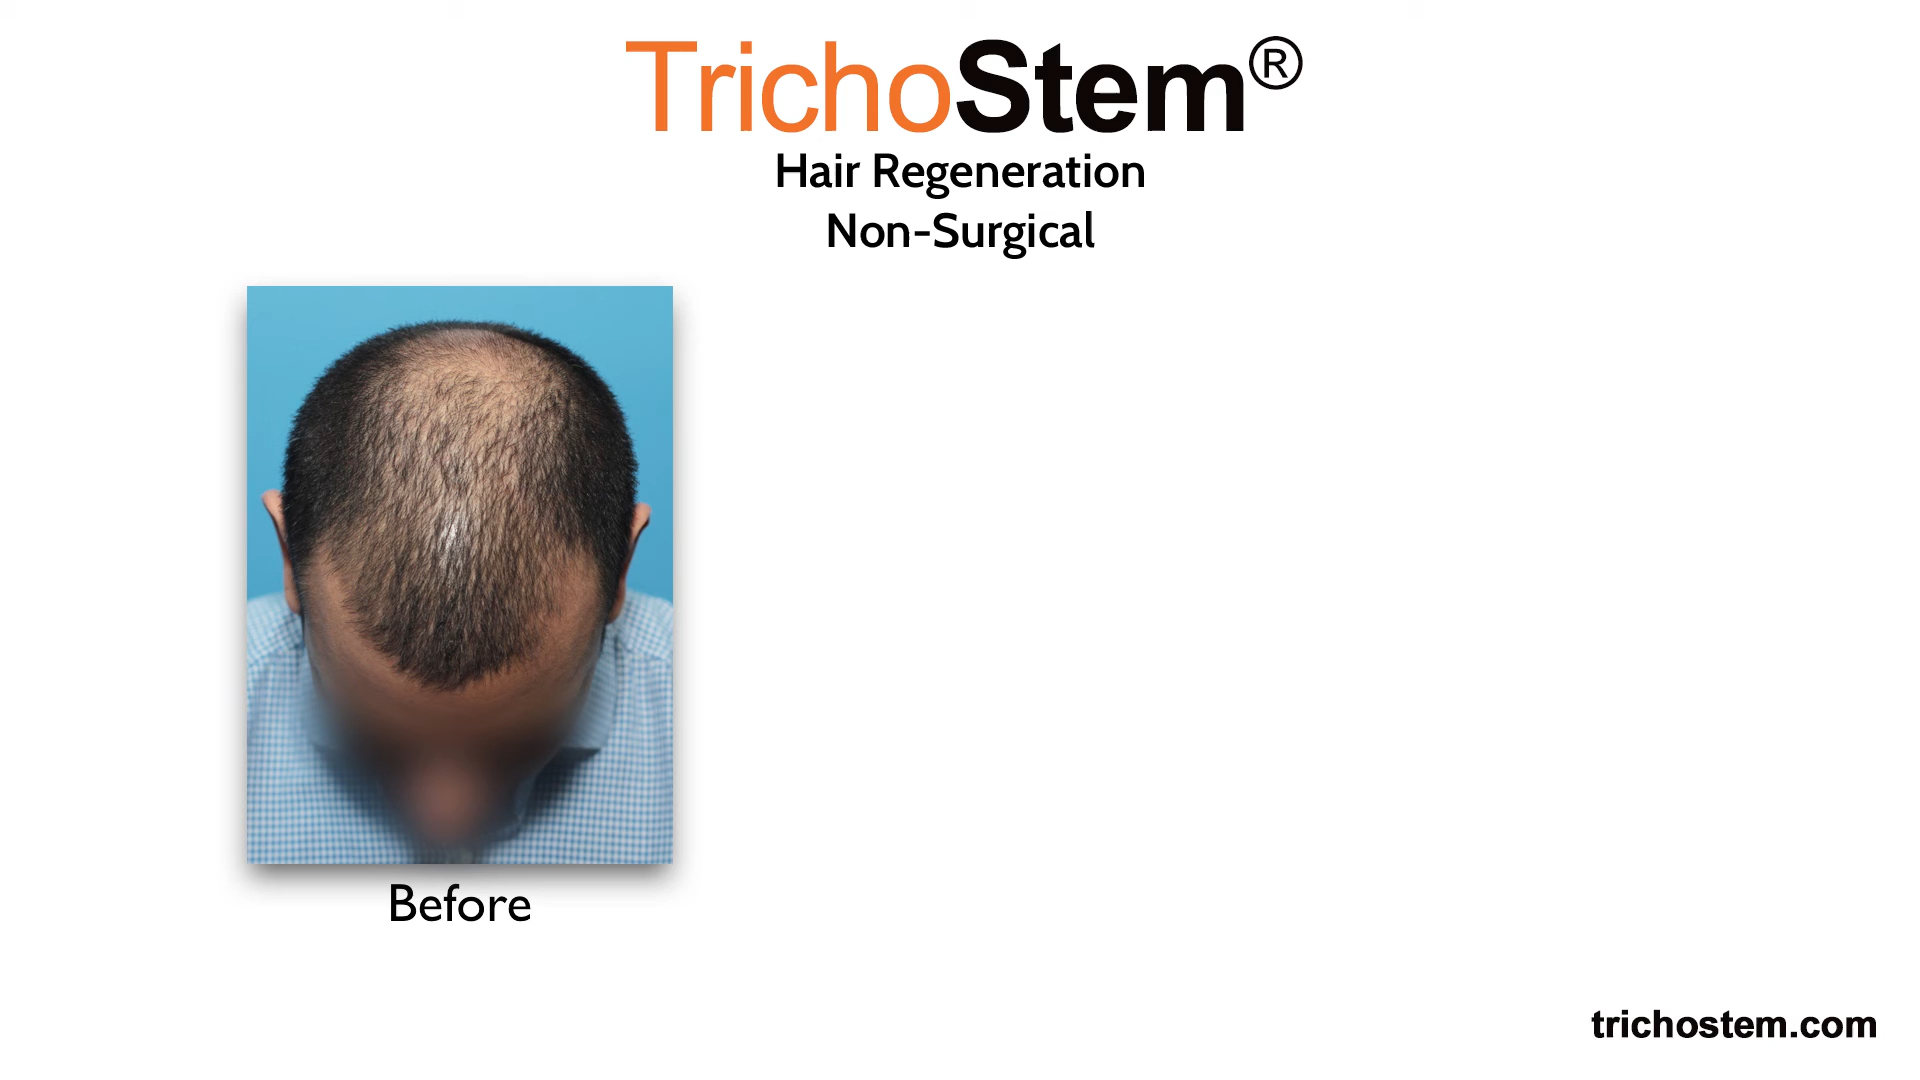 TrichoStem®
Hair Regeneration
Non-Surgical
Before
trichostem.com